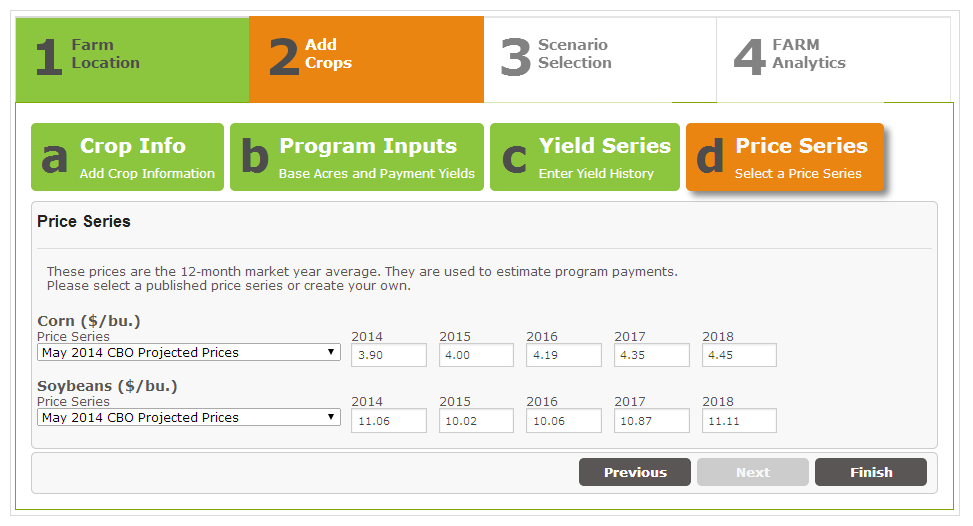 1 Farm Location
2 Add Crops
3 Scenario Selection
4 FARM Analytics
a Crop Info
Add Crop Information
b Program Inputs
Base Acres and Payment Yields
c Yield Series
Enter Yield History
d Price Series
Select a Price Series
Price Series
These prices are the 12-month market year average. They are used to estimate program payments.
Please select a published price series or create your own.
Corn ($/bu.)
Price Series 2014 2015 2016 2017 2018
May 2014 CBO Projected Prices 3.90 4.00 4.19 4.35 4.45
Soybeans ($/bu.)
Price Series 2014 2015 2016 2017 2018
May 2014 CBO Projected Prices 11.06 10.02 10.06 10.87 11.11
Previous Next Finish